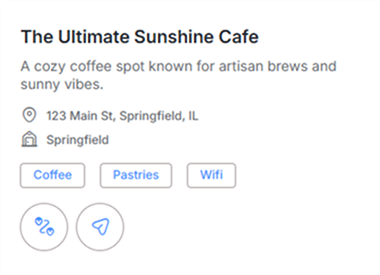 The Ultimate Sunshine Cafe
A cozy coffee spot known for artisan brews and
sunny vibes.
123 Main St, Springfield, IL
Springfield
Coffee Pastries Wifi